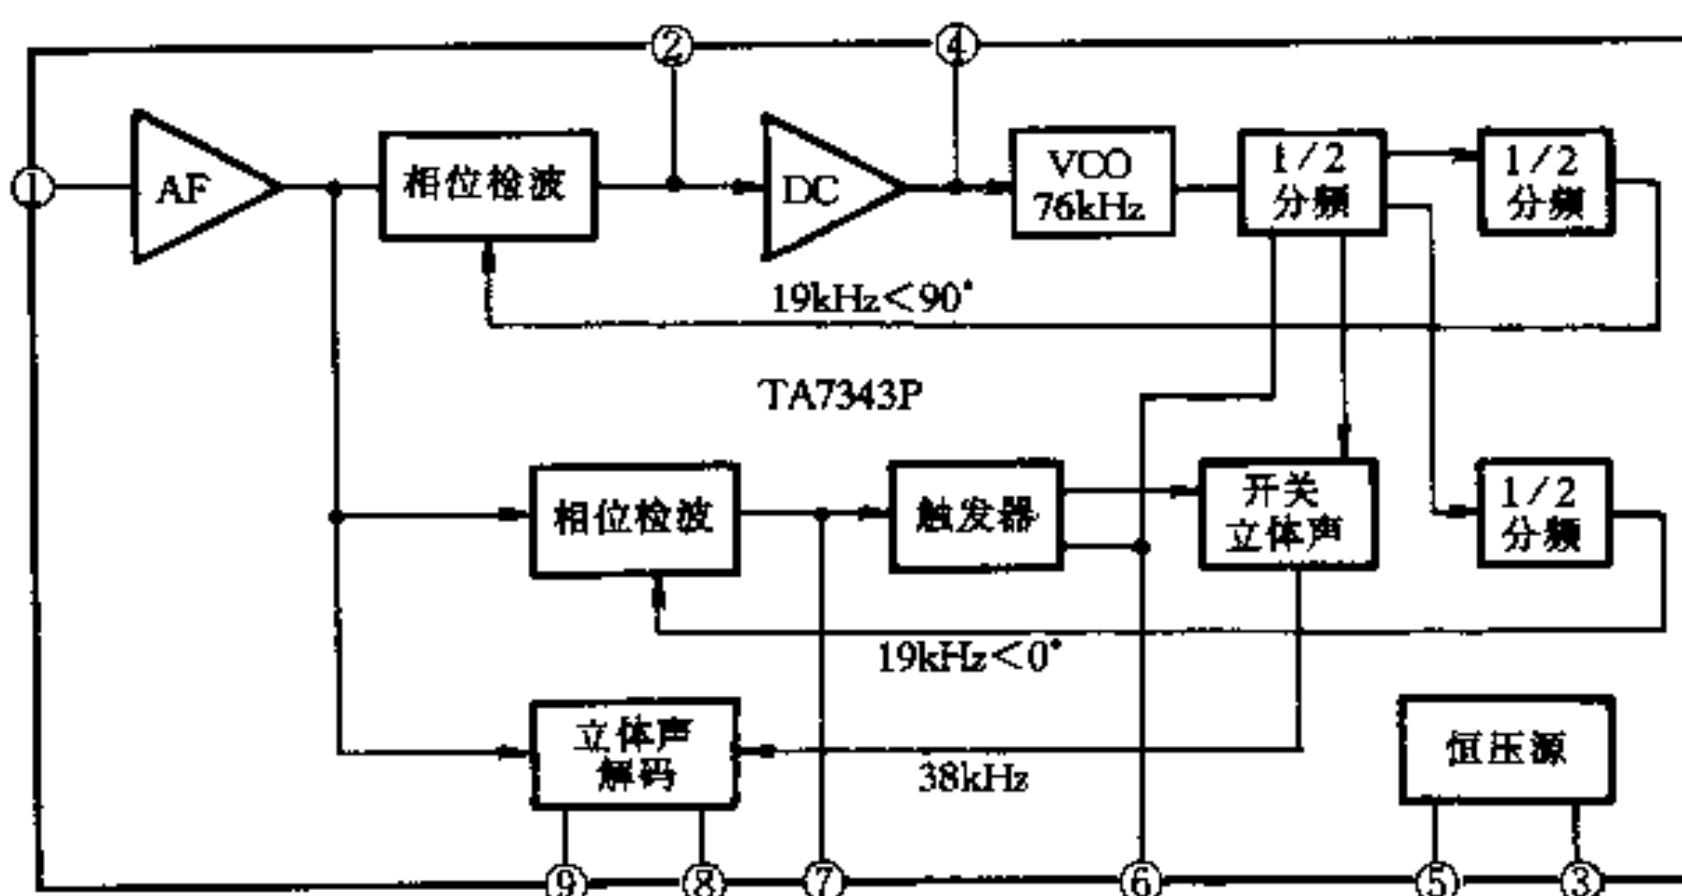 ② ④
① AF
相位检波
DC
VCO
76kHz
1/2
分频
1/2
分频
19kHz<90°
TA7343P
相位检波
触发器
开关
立体声
1/2
分频
19kHz<0°
立体声
解码
38kHz
恒压源
⑨ ⑧ ⑦ ⑥ ⑤ ③